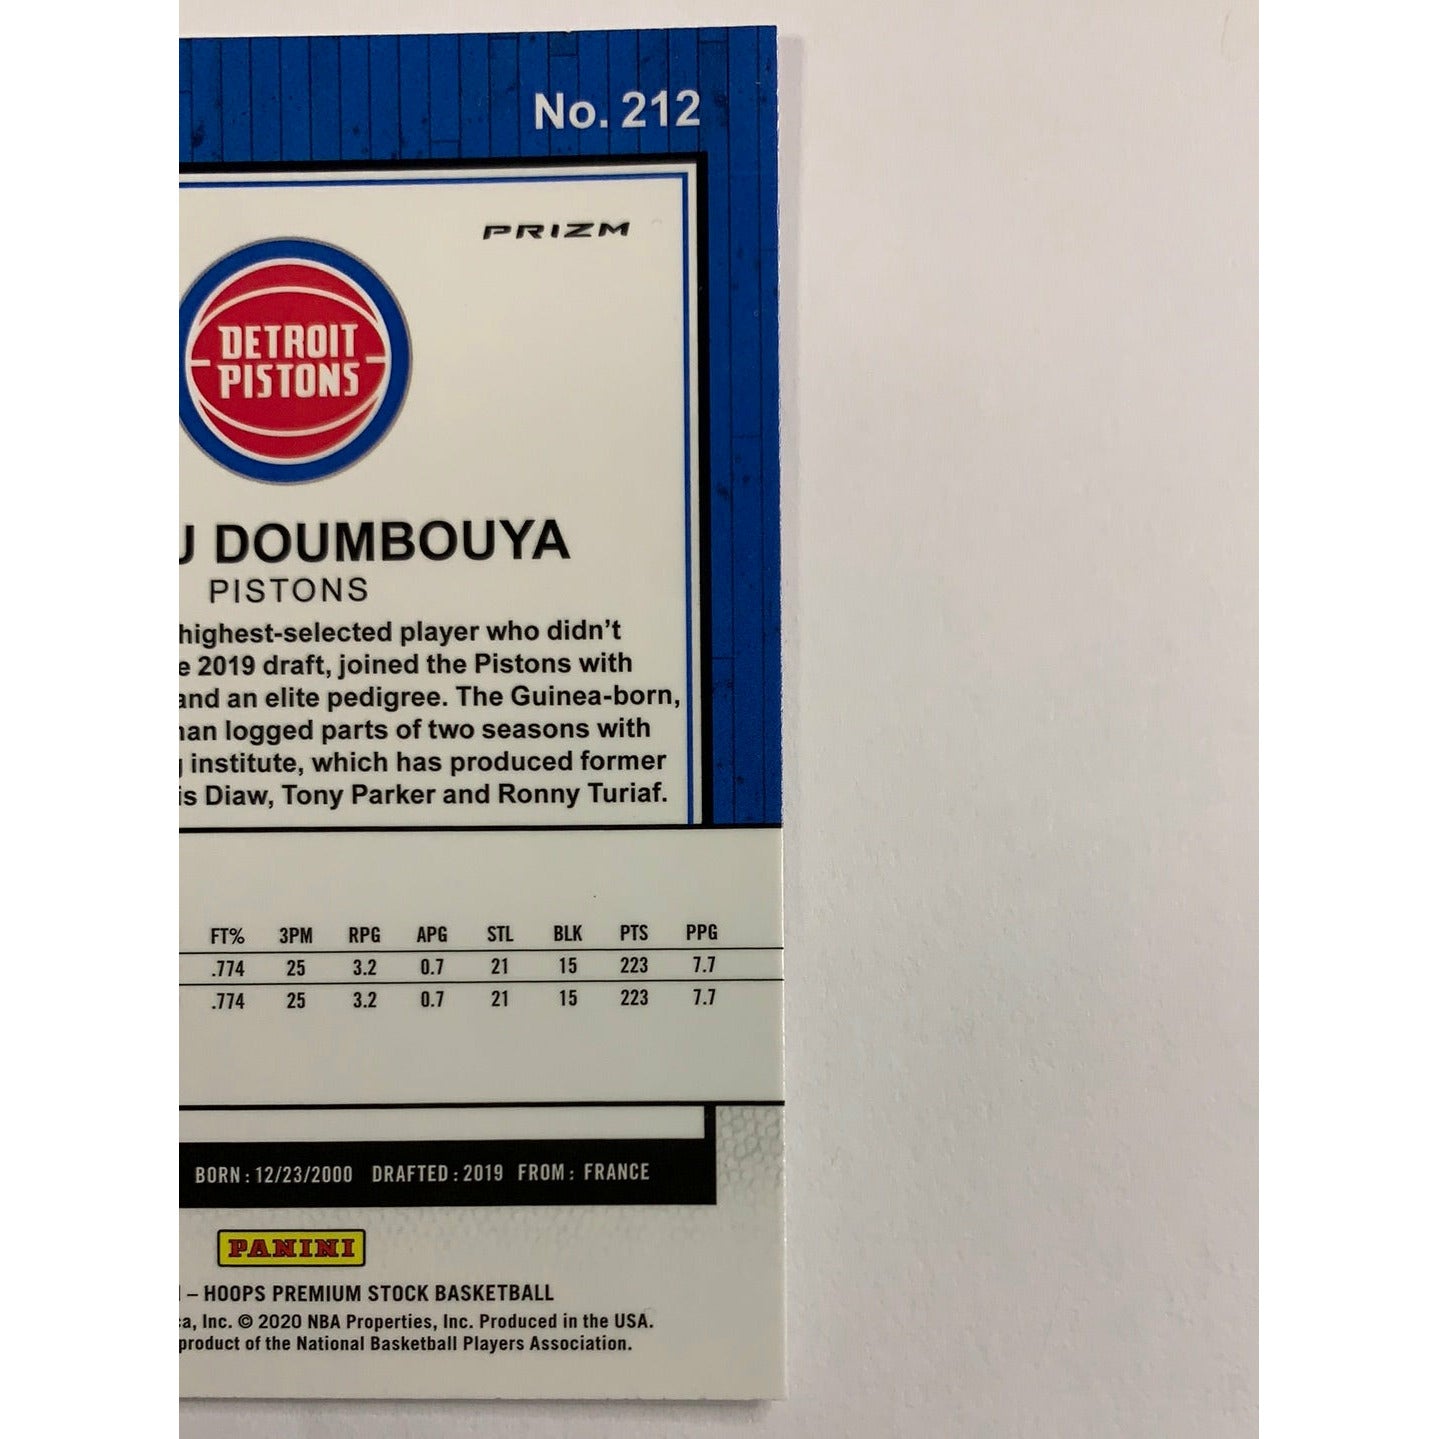 No. 212
PRIZM
DETROIT
PISTONS
DOUMBOUYA
PISTONS
highest-selected player who didn't
2019 draft, joined the Pistons with
and an elite pedigree. The Guinea-born,
logged parts of two seasons with
institute, which has produced former
Diaw, Tony Parker and Ronny Turiaf.
FT% 3PM RPG APG STL BLK PTS PPG
.774 25 3.2 0.7 21 15 223 7.7
.774 25 3.2 0.7 21 15 223 7.7
BORN: 12/23/2000 DRAFTED: 2019 FROM: FRANCE
PANINI
– HOOPS PREMIUM STOCK BASKETBALL
Inc. © 2020 NBA Properties, Inc. Produced in the USA.
product of the National Basketball Players Association.